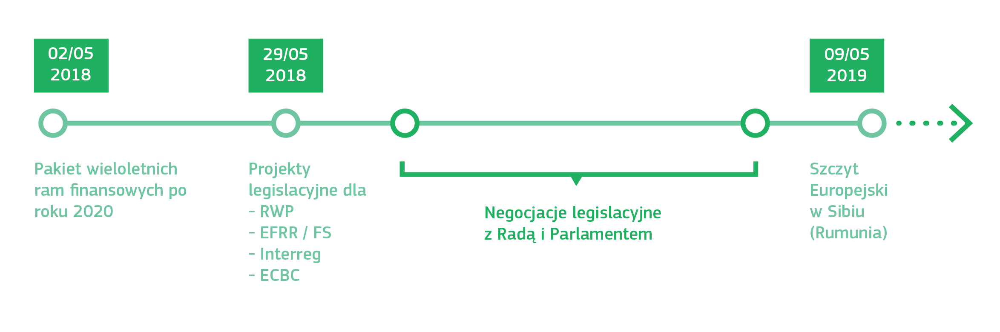 02/05
2018
29/05
2018
09/05
2019
Pakiet wieloletnich
ram finansowych po
roku 2020
Projekty
legislacyjne dla
- RWP
- EFRR / FS
- Interreg
- ECBC
Negocjacje legislacyjne
z Radą i Parlamentem
Szczyt
Europejski
w Sibiu
(Rumunia)